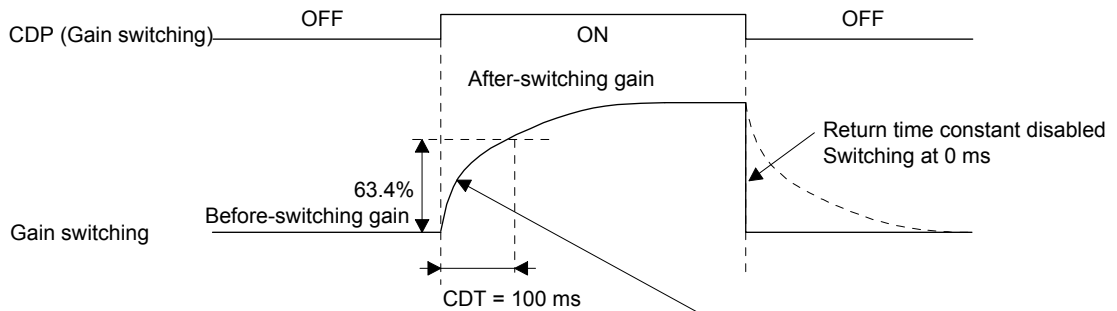 OFF
OFF
CDP (Gain switching)
ON
After-switching gain
Return time constant disabled
Switching at 0 ms
63.4%
Before-switching gain
Gain switching
CDT = 100 ms